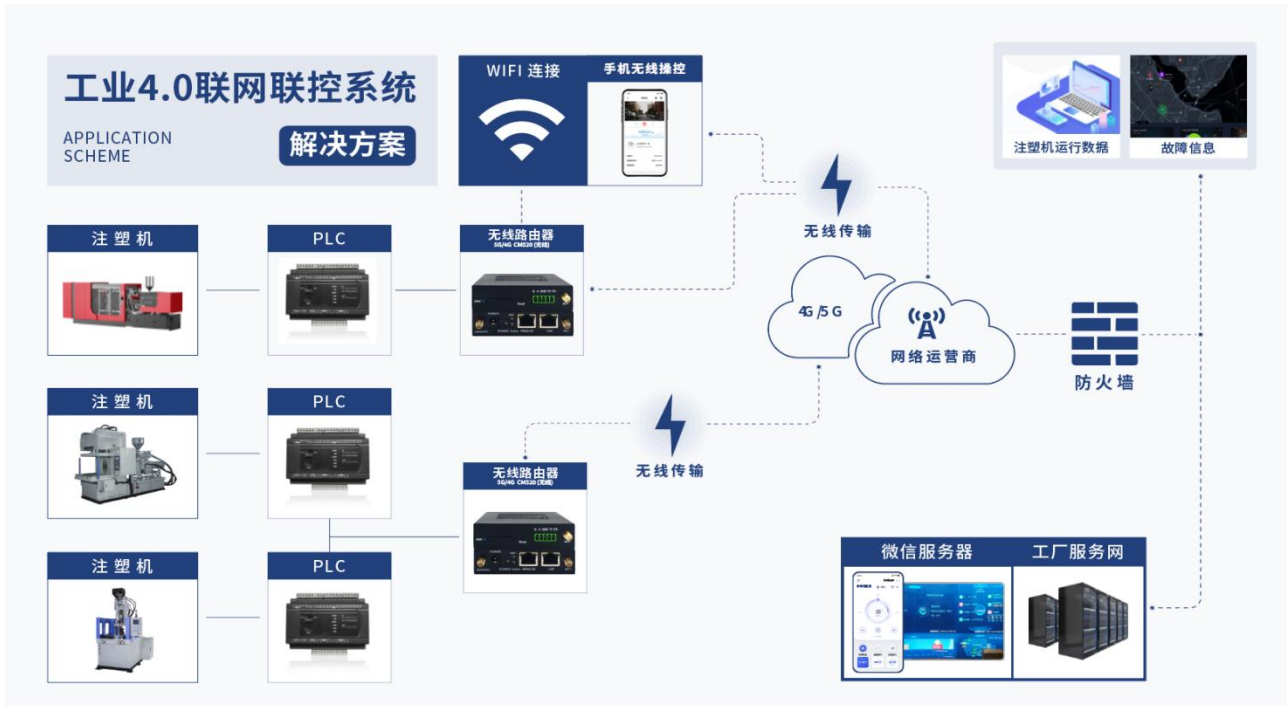 工业4.0联网联控系统
APPLICATION
SCHEME
解决方案
WIFI 连接
手机无线操控
注塑机运行数据
故障信息
无线传输
注塑机
PLC
无线路由器
5G/4G CM520 (无线)
4G/5G
网络运营商
防火墙
注塑机
PLC
无线传输
无线路由器
5G/4G CM520 (无线)
注塑机
PLC
微信服务器
工厂服务网